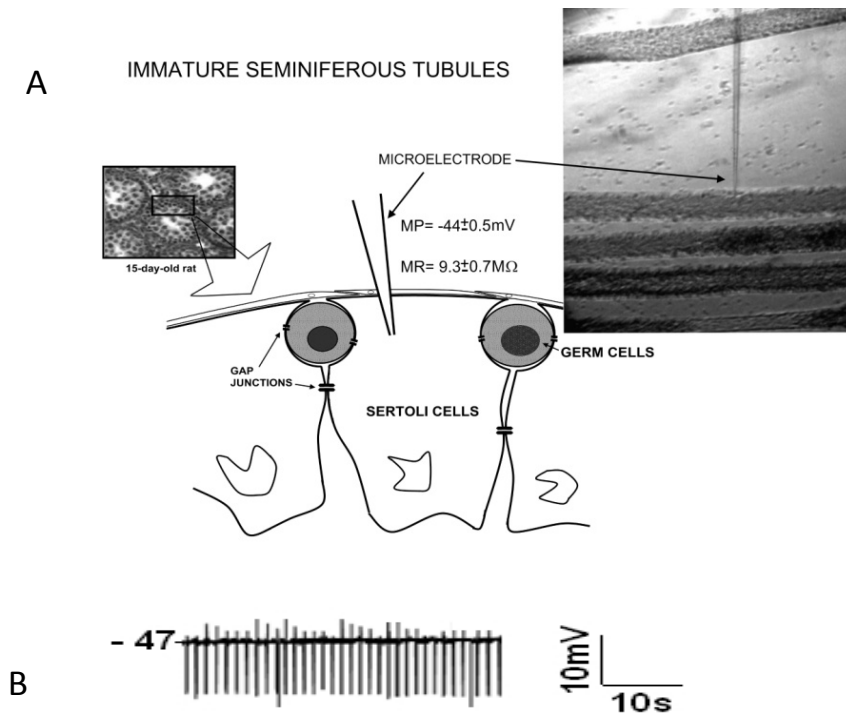 A
IMMATURE SEMINIFEROUS TUBULES
MICROELECTRODE
MP= -44±0.5mV
MR= 9.3±0.7MΩ
15-day-old rat
GAP
JUNCTIONS
GERM CELLS
SERTOLI CELLS
B
- 47
10mV
10s